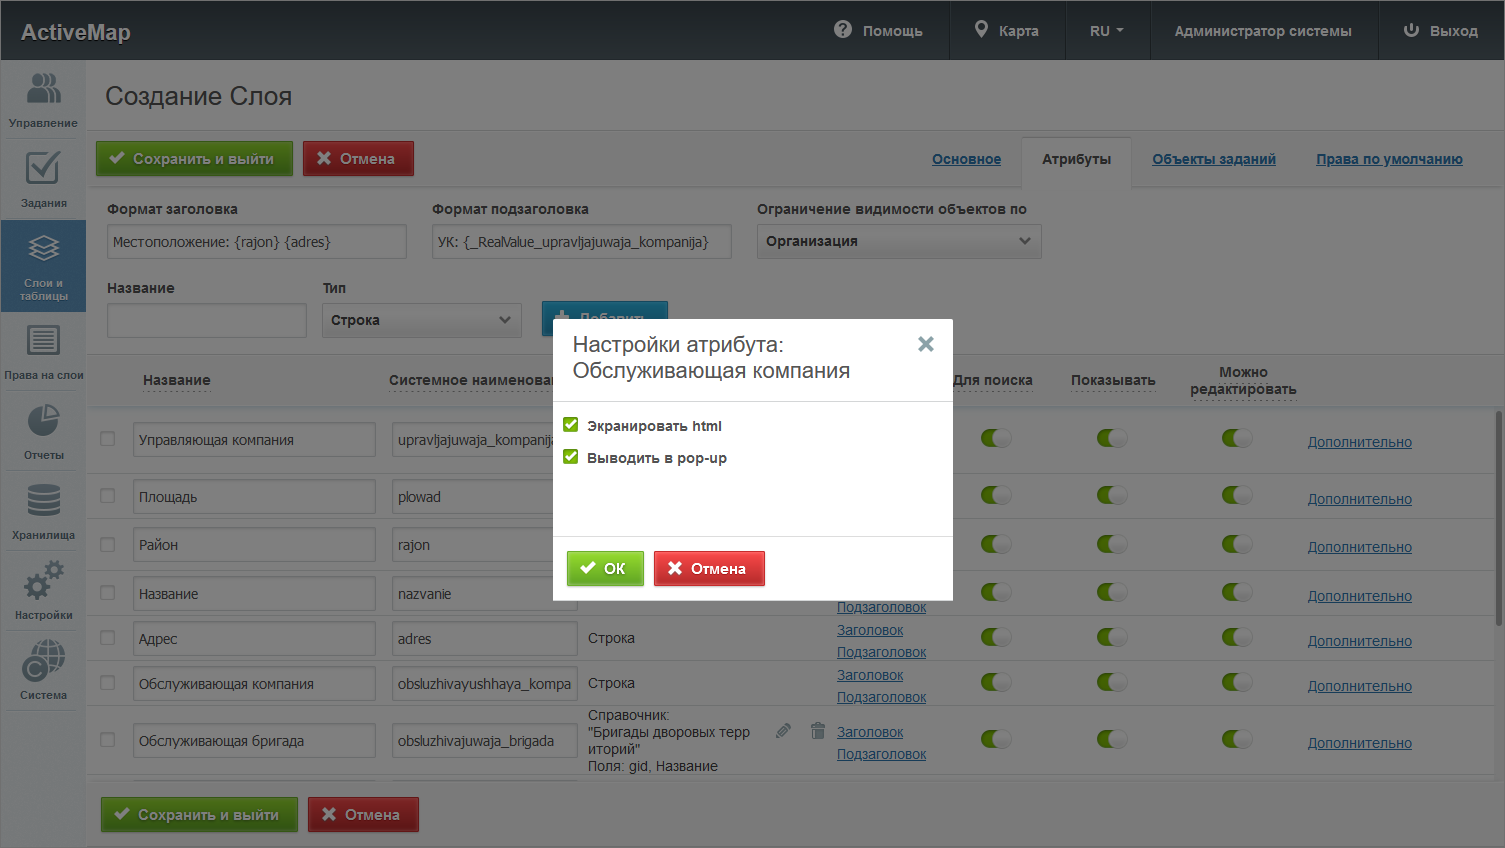 ActiveMap
Помощь
Карта
RU
Администратор системы
Выход
Управление
Задания
Слои и
таблицы
Права на слои
Отчеты
Хранилища
Настройки
Система
Создание Слоя
Сохранить и выйти
Отмена
Основное
Атрибуты
Объекты заданий
Права по умолчанию
Формат заголовка
Формат подзаголовка
Ограничение видимости объектов по
Местоположение: {rajon} {adres}
УК: {_RealValue_upravljajuwaja_kompanija}
Организация
Название
Тип
Строка
Добавить
Настройки атрибута:
Обслуживающая компания
Экранировать html
Выводить в pop-up
ОК
Отмена
Название
Системное наименован
Для поиска
Показывать
Можно
редактировать
Управляющая компания
upravljajuwaja_kompanija
Дополнительно
Площадь
plowad
Дополнительно
Район
rajon
Дополнительно
Название
nazvanie
Подзаголовок
Дополнительно
Адрес
adres
Строка
Заголовок
Подзаголовок
Дополнительно
Обслуживающая компания
obsluzhivayushhaya_kompa
Строка
Заголовок
Подзаголовок
Дополнительно
Обслуживающая бригада
obsluzhivajuwaja_brigada
Справочник:
"Бригады дворовых терр
иторий"
Поля: gid, Название
Заголовок
Подзаголовок
Дополнительно
Сохранить и выйти
Отмена